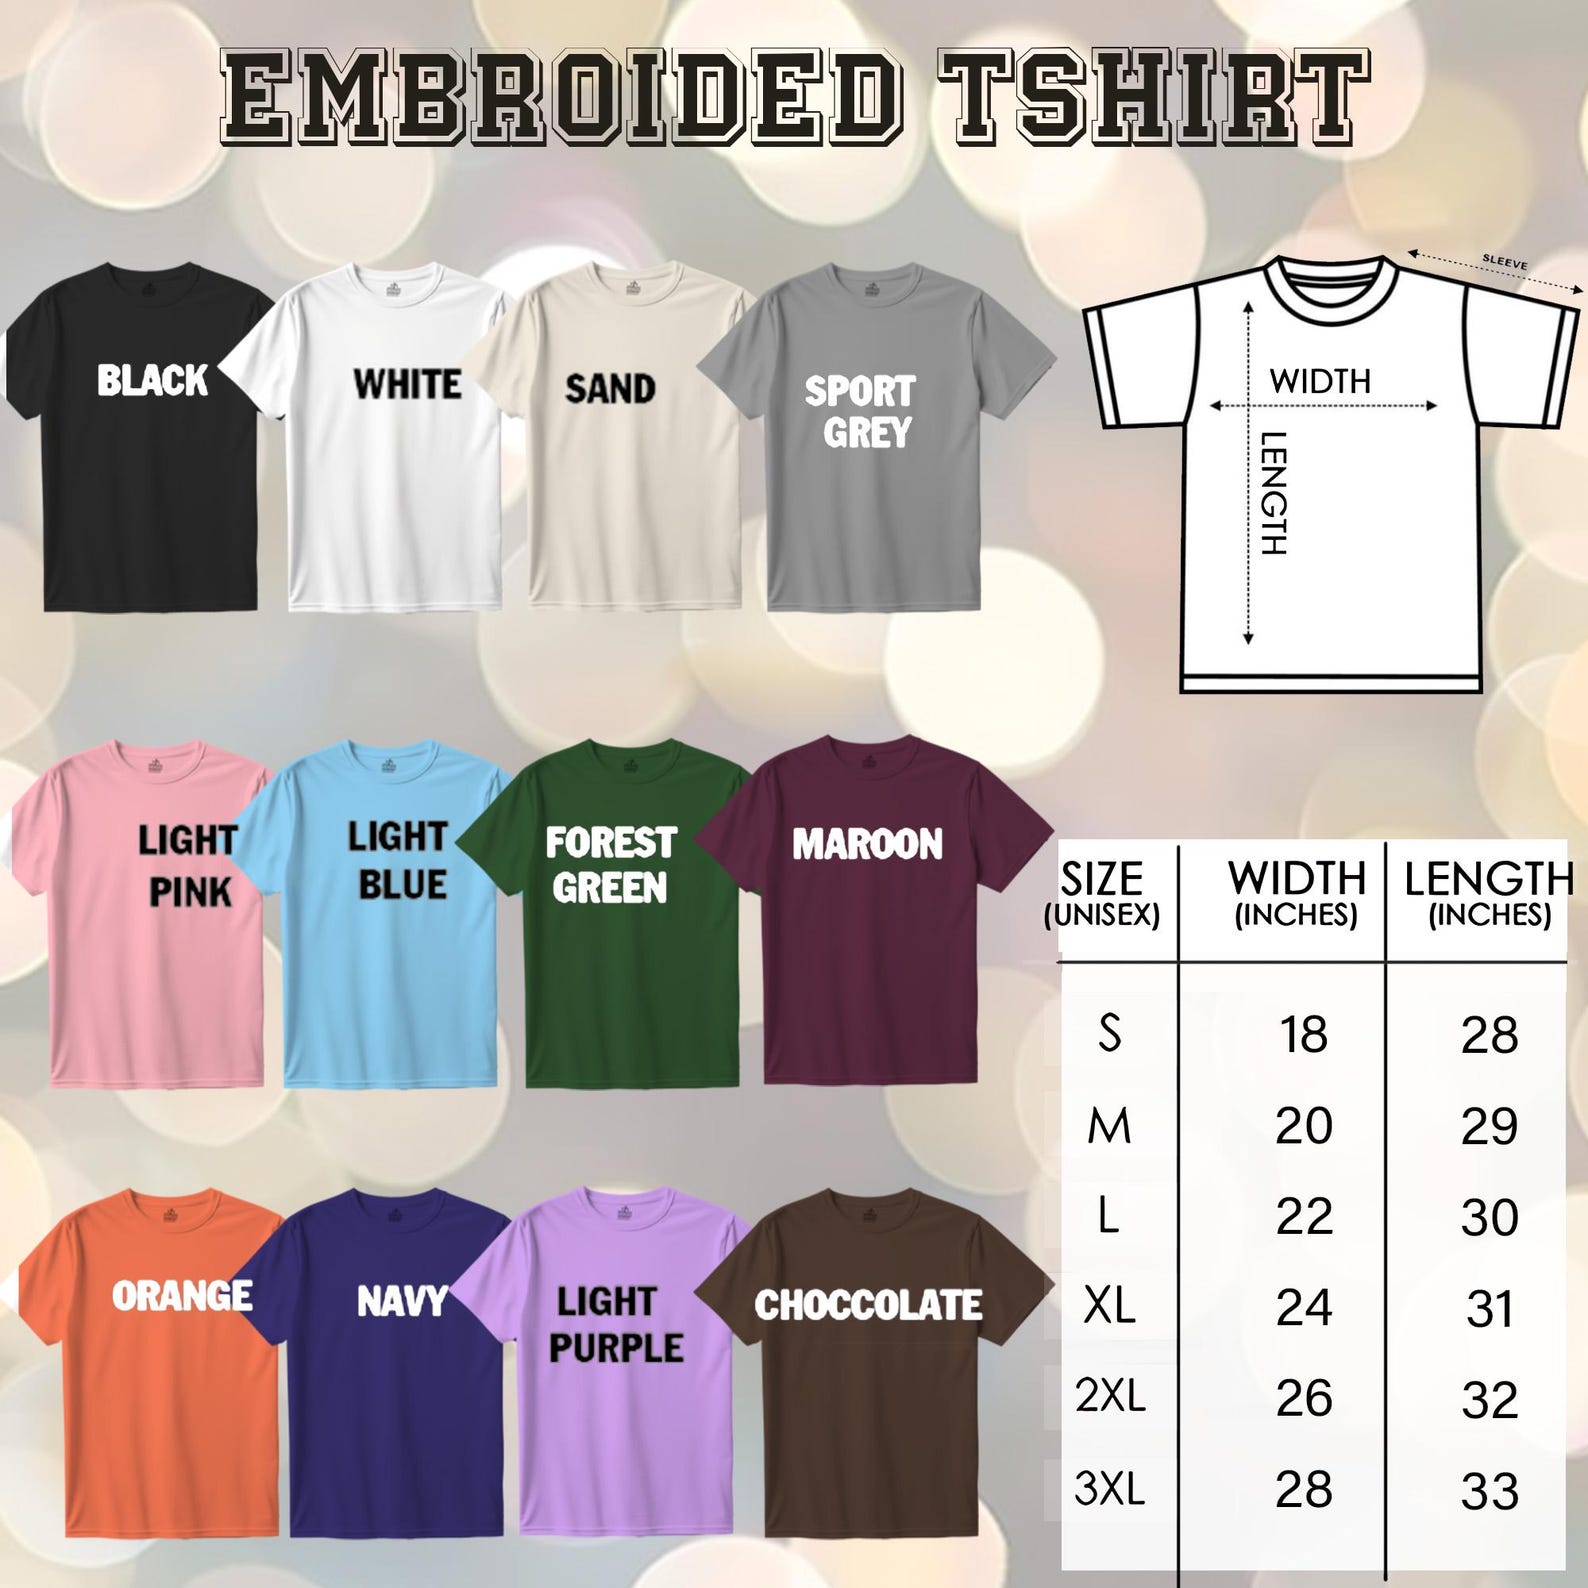 EMBROIDED TSHIRT
BLACK
WHITE
SAND
SPORT
GREY
SLEEVE
WIDTH
LENGTH
LIGHT
PINK
LIGHT
BLUE
FOREST
GREEN
MAROON
ORANGE
NAVY
LIGHT
PURPLE
CHOCCOLATE
SIZE WIDTH LENGTH
(UNISEX) (INCHES) (INCHES)
S 18 28
M 20 29
L 22 30
XL 24 31
2XL 26 32
3XL 28 33